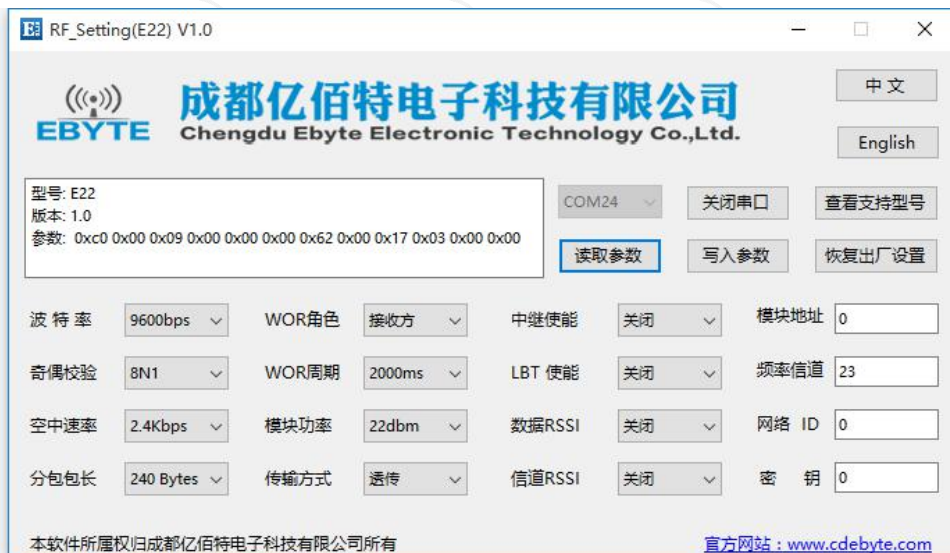 RF_Setting(E22) V1.0
EBYTE
成都亿佰特电子科技有限公司
Chengdu Ebyte Electronic Technology Co.,Ltd.
中 文
English
型号: E22
版本: 1.0
参数: 0xc0 0x00 0x09 0x00 0x00 0x00 0x62 0x00 0x17 0x03 0x00 0x00
COM24 关闭串口 查看支持型号
读取参数 写入参数 恢复出厂设置
波 特 率 9600bps WOR角色 接收方 中继使能 关闭 模块地址 0
奇偶校验 8N1 WOR周期 2000ms LBT 使能 关闭 频率信道 23
空中速率 2.4Kbps 模块功率 22dbm 数据RSSI 关闭 网络 ID 0
分包包长 240 Bytes 传输方式 透传 信道RSSI 关闭 密 钥 0
本软件所属权归成都亿佰特电子科技有限公司所有 官方网站：www.cdebyte.com